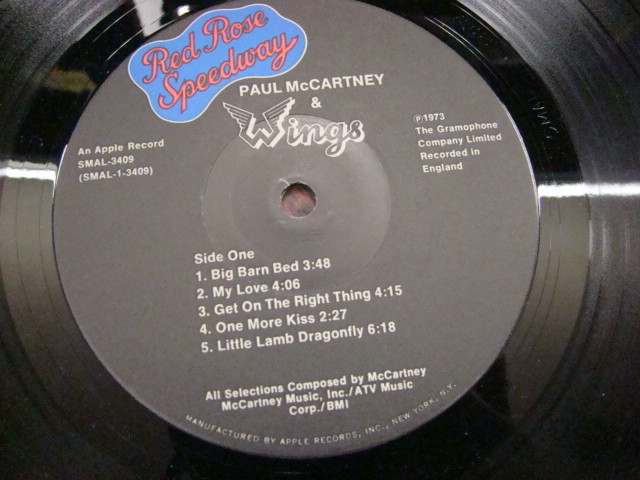 Red Rose
Speedway
PAUL McCARTNEY
&
Wings
An Apple Record
SMAL-3409
(SMAL-1-3409)
℗1973
The Gramophone
Company Limited
Recorded in
England
Side One
1. Big Barn Bed 3:48
2. My Love 4:06
3. Get On The Right Thing 4:15
4. One More Kiss 2:27
5. Little Lamb Dragonfly 6:18
All Selections Composed by McCartney
McCartney Music, Inc./ATV Music
Corp./BMI
MANUFACTURED BY APPLE RECORDS, INC., NEW YORK, N.Y.